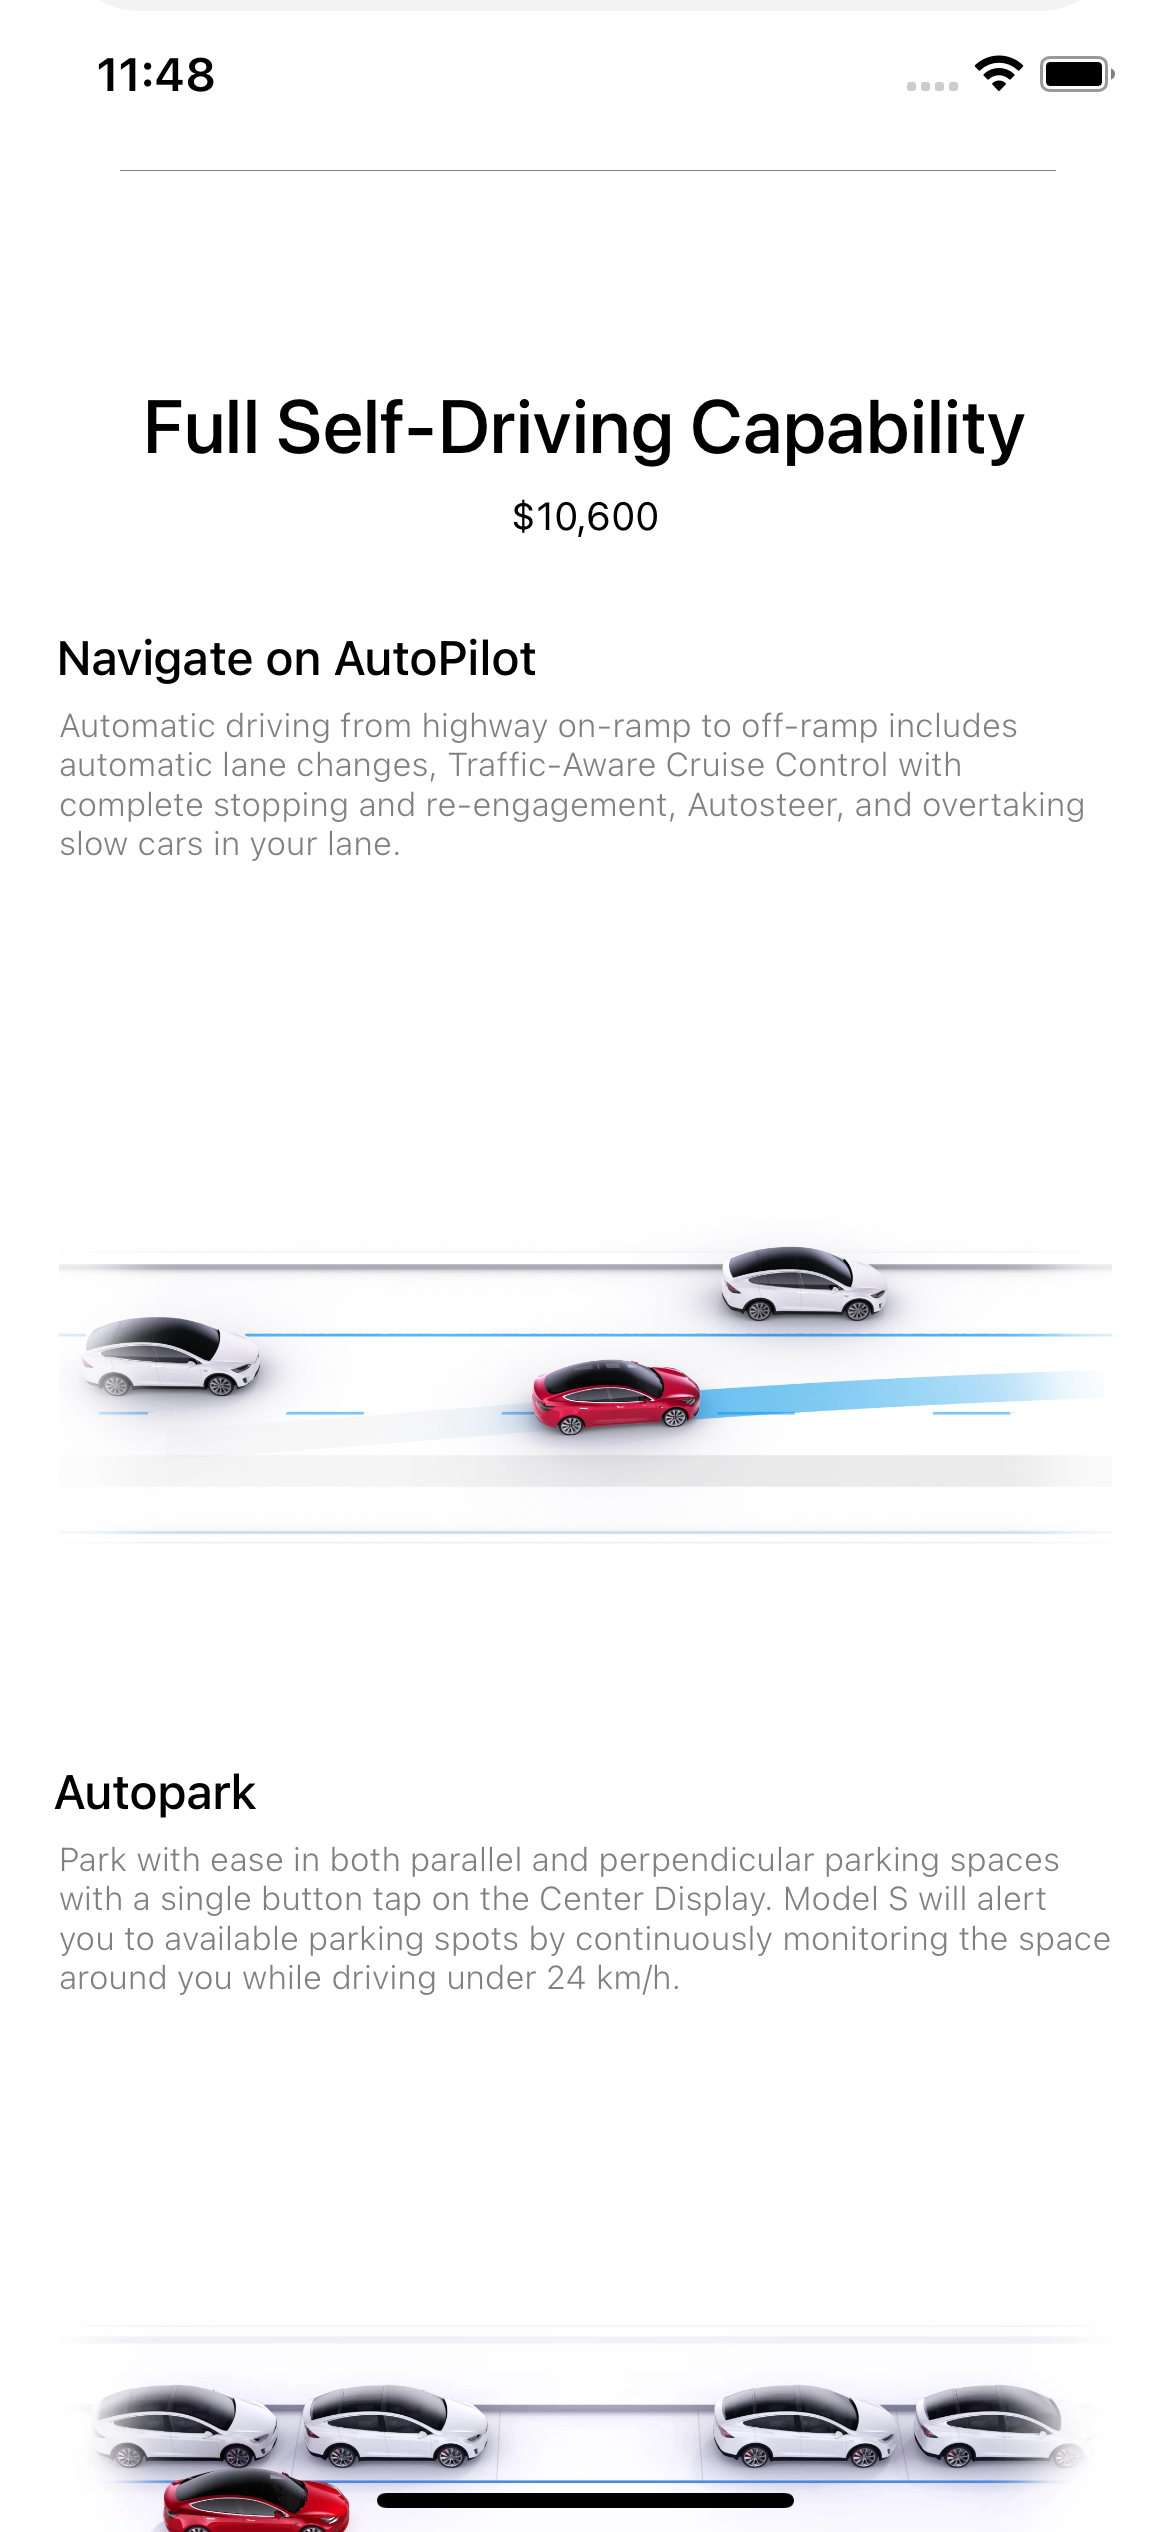 11:48
Full Self-Driving Capability
$10,600
Navigate on AutoPilot
Automatic driving from highway on-ramp to off-ramp includes
automatic lane changes, Traffic-Aware Cruise Control with
complete stopping and re-engagement, Autosteer, and overtaking
slow cars in your lane.
Autopark
Park with ease in both parallel and perpendicular parking spaces
with a single button tap on the Center Display. Model S will alert
you to available parking spots by continuously monitoring the space
around you while driving under 24 km/h.